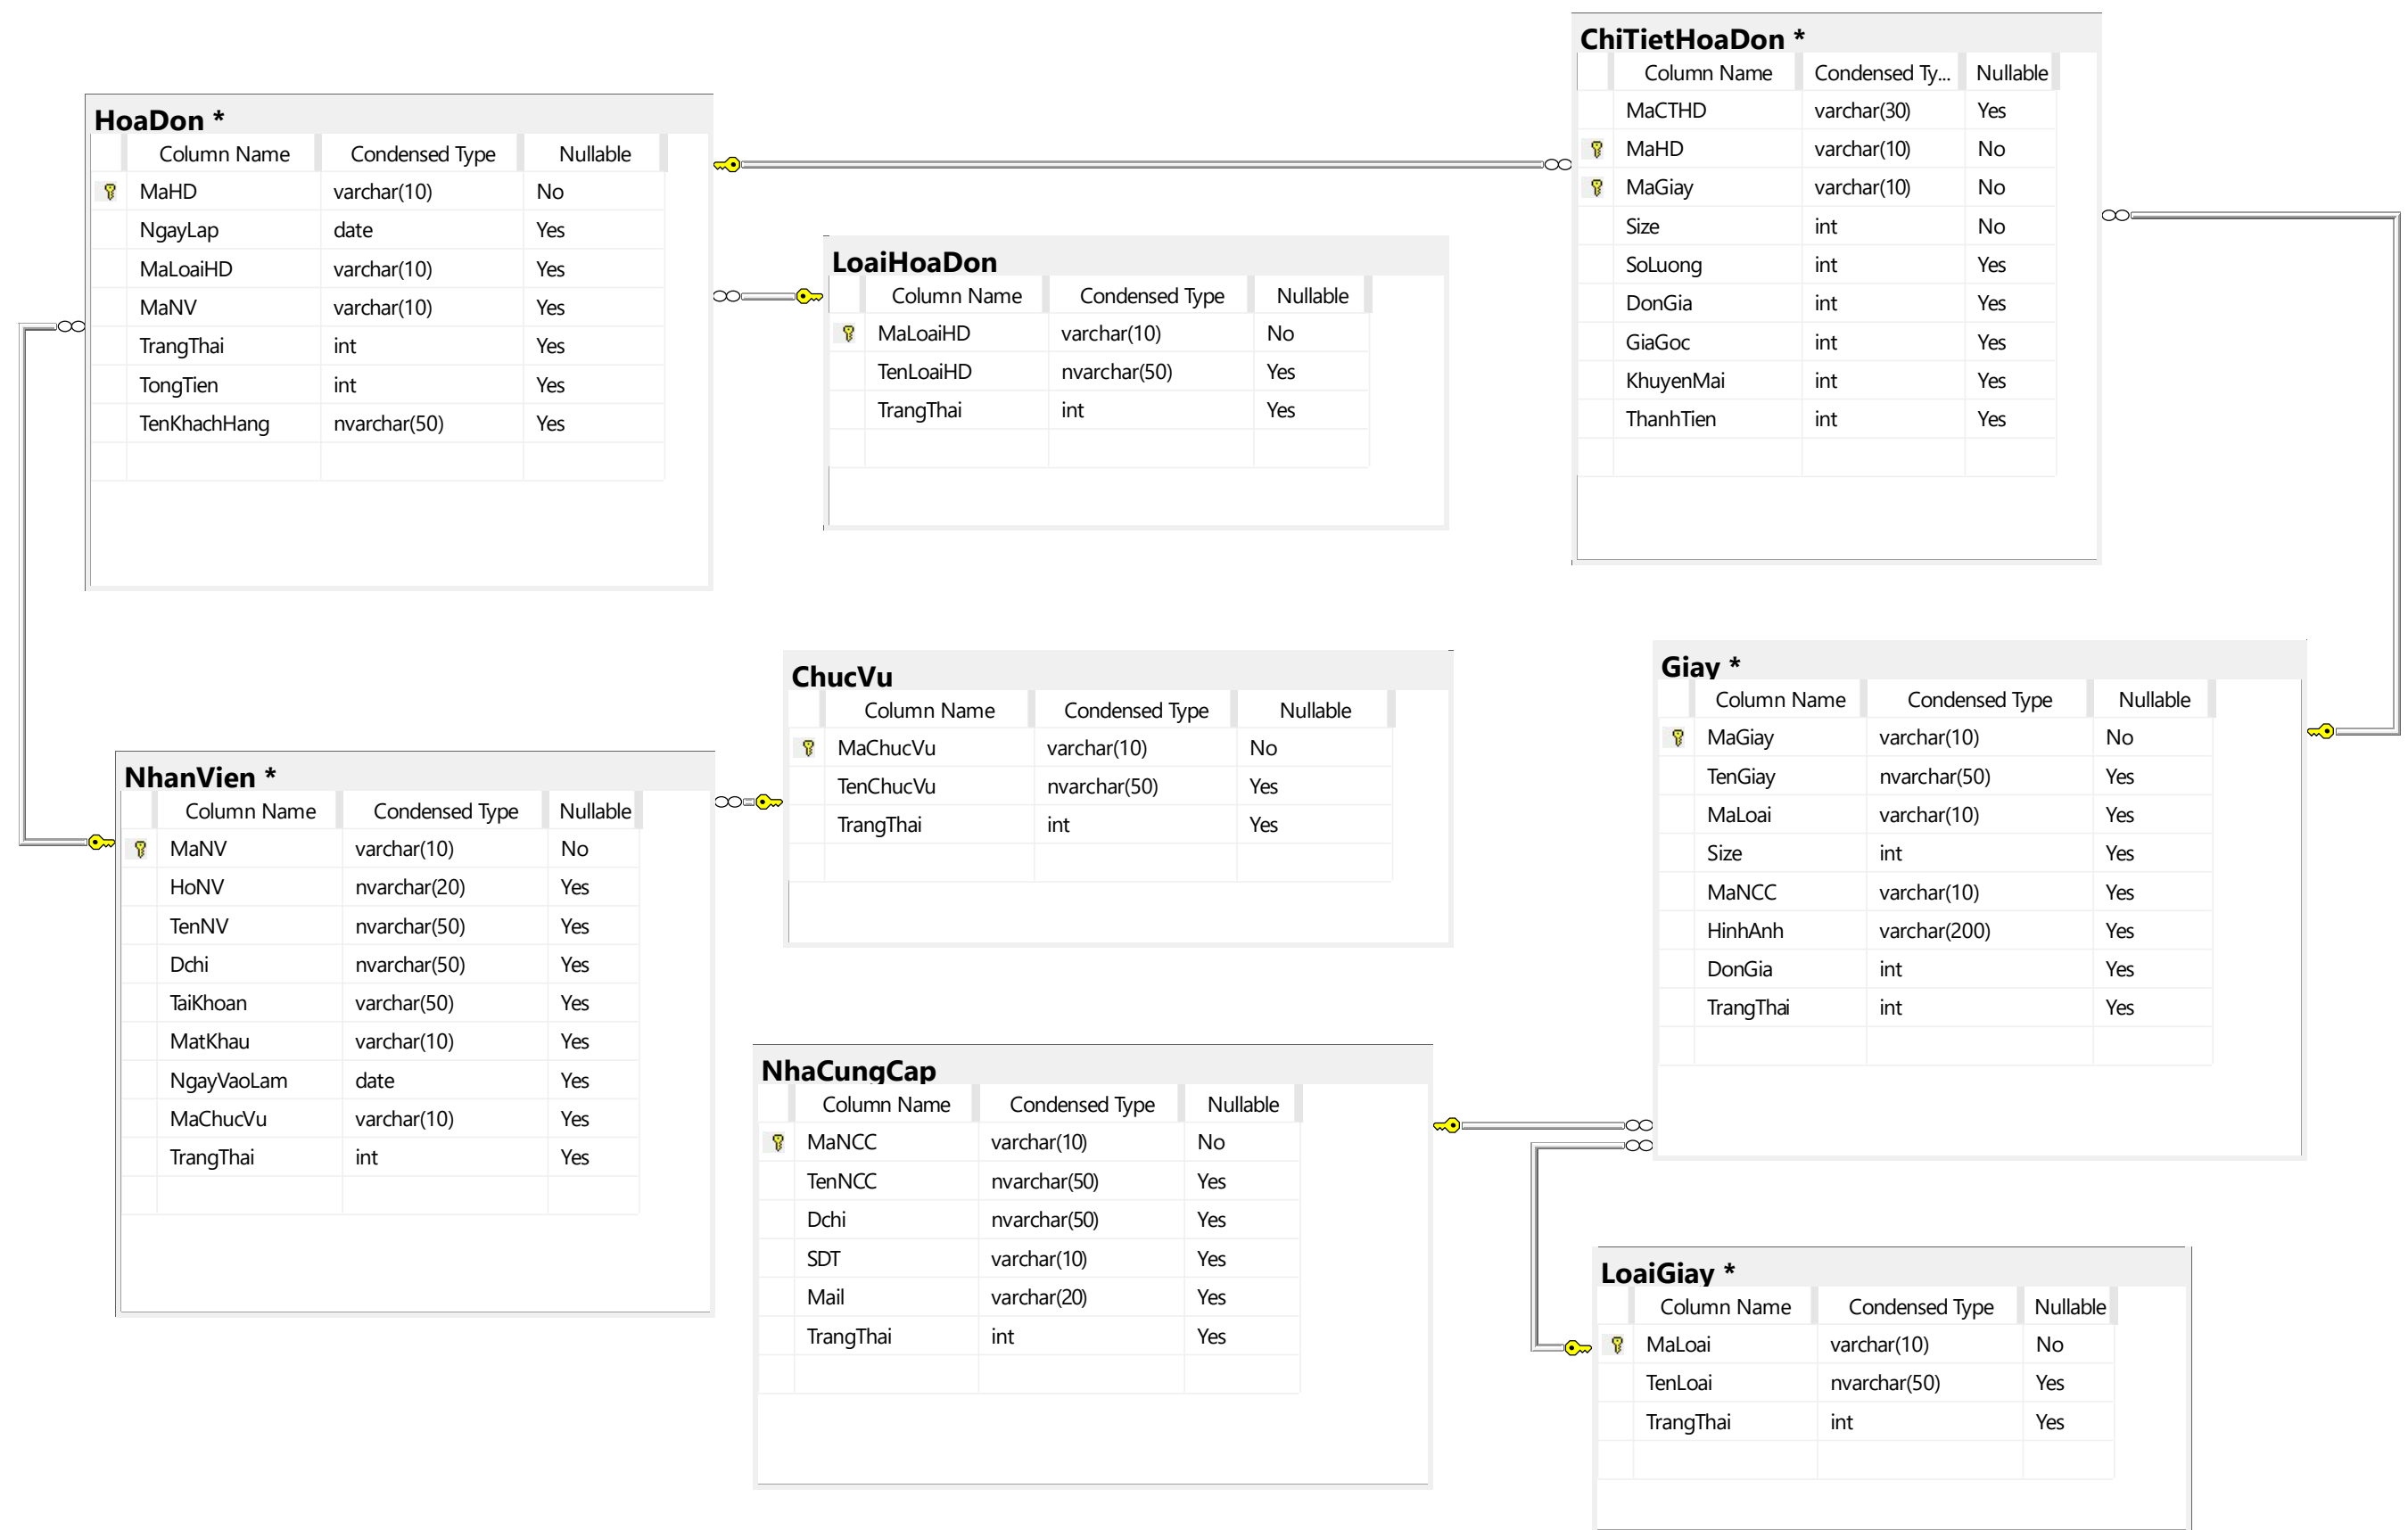 HoaDon *
Column Name Condensed Type Nullable
MaHD varchar(10) No
NgayLap date Yes
MaLoaiHD varchar(10) Yes
MaNV varchar(10) Yes
TrangThai int Yes
TongTien int Yes
TenKhachHang nvarchar(50) Yes
LoaiHoaDon
Column Name Condensed Type Nullable
MaLoaiHD varchar(10) No
TenLoaiHD nvarchar(50) Yes
TrangThai int Yes
ChiTietHoaDon *
Column Name Condensed Ty... Nullable
MaCTHD varchar(30) Yes
MaHD varchar(10) No
MaGiay varchar(10) No
Size int No
SoLuong int Yes
DonGia int Yes
GiaGoc int Yes
KhuyenMai int Yes
ThanhTien int Yes
NhanVien *
Column Name Condensed Type Nullable
MaNV varchar(10) No
HoNV nvarchar(20) Yes
TenNV nvarchar(50) Yes
Dchi nvarchar(50) Yes
TaiKhoan varchar(50) Yes
MatKhau varchar(10) Yes
NgayVaoLam date Yes
MaChucVu varchar(10) Yes
TrangThai int Yes
ChucVu
Column Name Condensed Type Nullable
MaChucVu varchar(10) No
TenChucVu nvarchar(50) Yes
TrangThai int Yes
Giay *
Column Name Condensed Type Nullable
MaGiay varchar(10) No
TenGiay nvarchar(50) Yes
MaLoai varchar(10) Yes
Size int Yes
MaNCC varchar(10) Yes
HinhAnh varchar(200) Yes
DonGia int Yes
TrangThai int Yes
NhaCungCap
Column Name Condensed Type Nullable
MaNCC varchar(10) No
TenNCC nvarchar(50) Yes
Dchi nvarchar(50) Yes
SDT varchar(10) Yes
Mail varchar(20) Yes
TrangThai int Yes
LoaiGiay *
Column Name Condensed Type Nullable
MaLoai varchar(10) No
TenLoai nvarchar(50) Yes
TrangThai int Yes